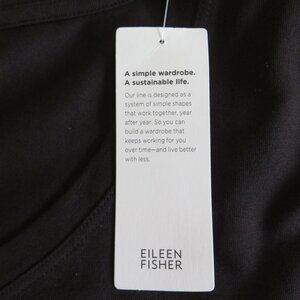 A simple wardrobe.
A sustainable life.
Our line is designed as a
system of simple shapes
that work together, year
after year. So you can
build a wardrobe that
keeps working for you
over time—and live better
with less.
EILEEN
FISHER